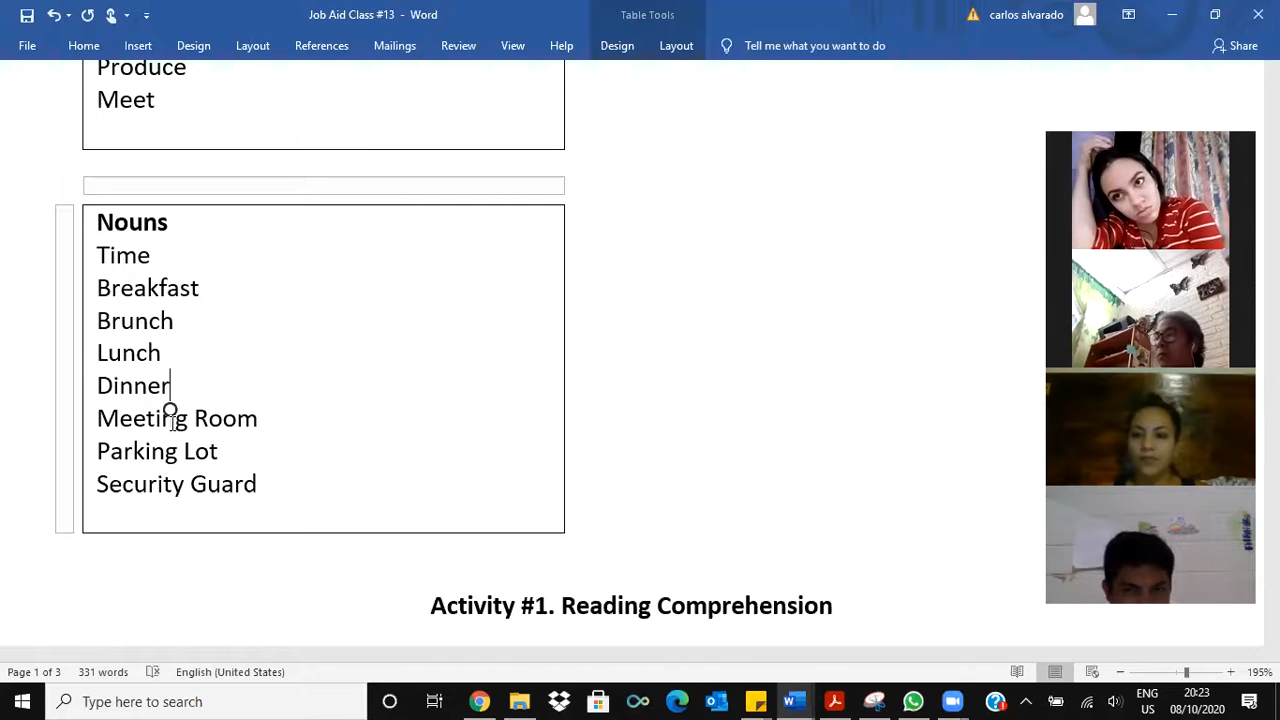 Job Aid Class #13 - Word
Table Tools
carlos alvarado
File
Home
Insert
Design
Layout
References
Mailings
Review
View
Help
Design
Layout
Tell me what you want to do
Share
Produce
Meet
Nouns
Time
Breakfast
Brunch
Lunch
Dinner
Meeting Room
Parking Lot
Security Guard
Activity #1. Reading Comprehension
Page 1 of 3
331 words
English (United States)
195%
Type here to search
ENG
US
20:23
08/10/2020